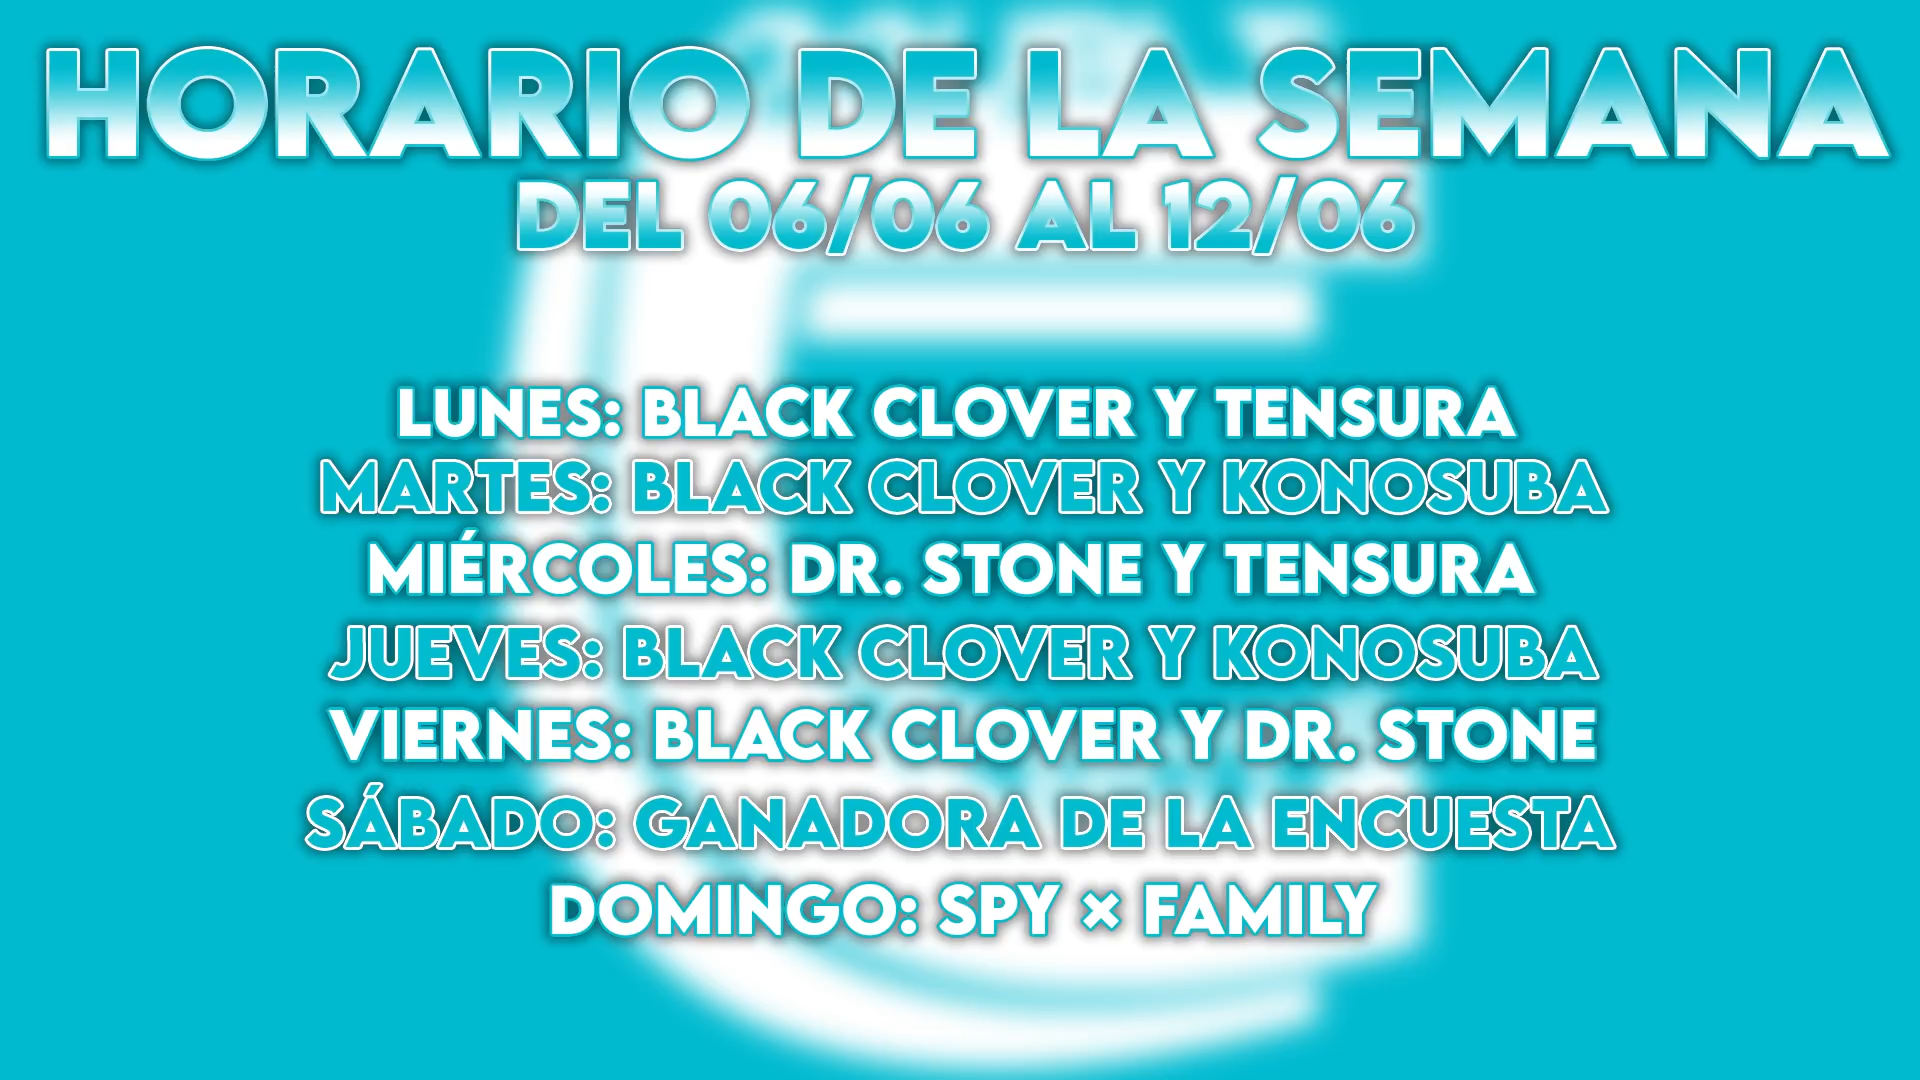 HORARIO DE LA SEMANA
DEL 06/06 AL 12/06
LUNES: BLACK CLOVER Y TENSURA
MARTES: BLACK CLOVER Y KONOSUBA
MIÉRCOLES: DR. STONE Y TENSURA
JUEVES: BLACK CLOVER Y KONOSUBA
VIERNES: BLACK CLOVER Y DR. STONE
SÁBADO: GANADORA DE LA ENCUESTA
DOMINGO: SPY × FAMILY